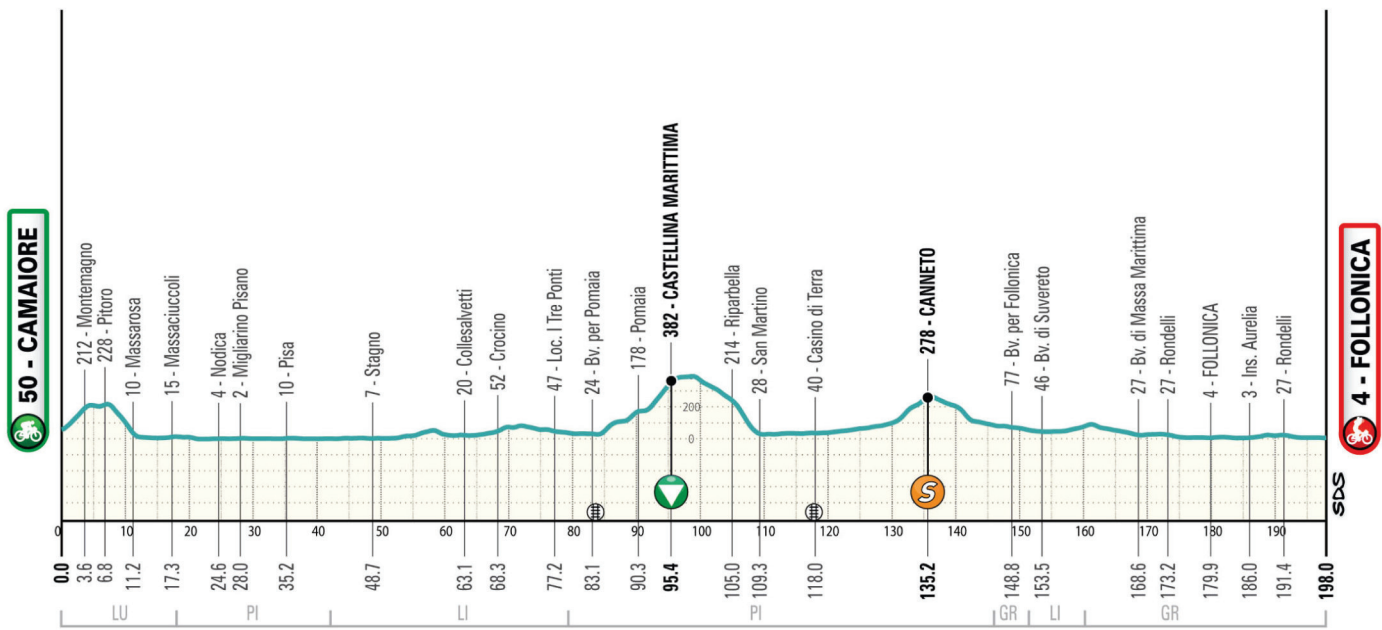 50 - CAMAIORE
212 - Montemagno
228 - Pitoro
10 - Massarosa
15 - Massaciuccoli
4 - Nodica
2 - Migliarino Pisano
10 - Pisa
7 - Stagno
20 - Collesalvetti
52 - Crocino
47 - Loc. I Tre Ponti
24 - Bv. per Pomaia
178 - Pomaia
382 - CASTELLINA MARITTIMA
214 - Riparbella
28 - San Martino
40 - Casino di Terra
278 - CANNETO
77 - Bv. per Follonica
46 - Bv. di Suvereto
27 - Bv. di Massa Marittima
27 - Rondelli
4 - FOLLONICA
3 - Ins. Aurelia
27 - Rondelli
4 - FOLLONICA
200
0
S
SDS
0 10 20 30 40 50 60 70 80 90 100 110 120 130 140 150 160 170 180 190
0.0 3.6 6.8 11.2 17.3 24.6 28.0 35.2 48.7 63.1 68.3 77.2 83.1 90.3 95.4 105.0 109.3 118.0 135.2 148.8 153.5 168.6 173.2 179.9 186.0 191.4 198.0
LU PI LI PI GR LI GR